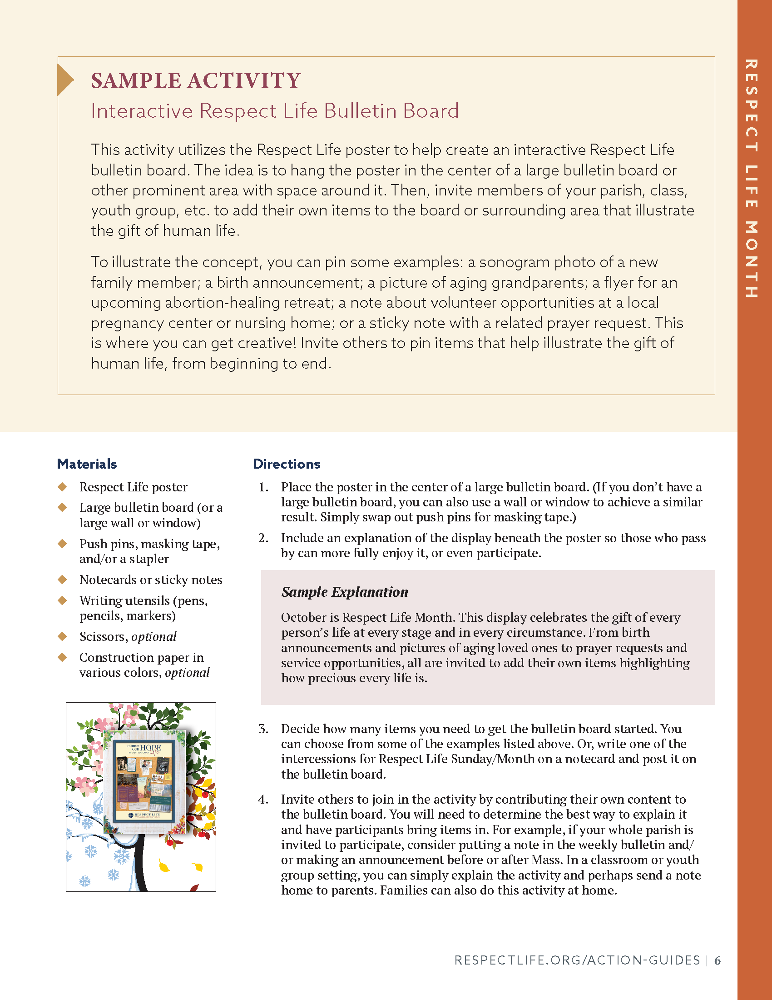 SAMPLE ACTIVITY
Interactive Respect Life Bulletin Board
This activity utilizes the Respect Life poster to help create an interactive Respect Life
bulletin board. The idea is to hang the poster in the center of a large bulletin board or
other prominent area with space around it. Then, invite members of your parish, class,
youth group, etc. to add their own items to the board or surrounding area that illustrate
the gift of human life.
To illustrate the concept, you can pin some examples: a sonogram photo of a new
family member; a birth announcement; a picture of aging grandparents; a flyer for an
upcoming abortion-healing retreat; a note about volunteer opportunities at a local
pregnancy center or nursing home; or a sticky note with a related prayer request. This
is where you can get creative! Invite others to pin items that help illustrate the gift of
human life, from beginning to end.
RESPECT LIFE MONTH
Materials
◆ Respect Life poster
◆ Large bulletin board (or a
large wall or window)
◆ Push pins, masking tape,
and/or a stapler
◆ Notecards or sticky notes
◆ Writing utensils (pens,
pencils, markers)
◆ Scissors, optional
◆ Construction paper in
various colors, optional
CHRIST
OUR HOPE
IN EVERY SEASON OF Life
RESPECT LIFE
Directions
1. Place the poster in the center of a large bulletin board. (If you don’t have a
large bulletin board, you can also use a wall or window to achieve a similar
result. Simply swap out push pins for masking tape.)
2. Include an explanation of the display beneath the poster so those who pass
by can more fully enjoy it, or even participate.
Sample Explanation
October is Respect Life Month. This display celebrates the gift of every
person’s life at every stage and in every circumstance. From birth
announcements and pictures of aging loved ones to prayer requests and
service opportunities, all are invited to add their own items highlighting
how precious every life is.
3. Decide how many items you need to get the bulletin board started. You
can choose from some of the examples listed above. Or, write one of the
intercessions for Respect Life Sunday/Month on a notecard and post it on
the bulletin board.
4. Invite others to join in the activity by contributing their own content to
the bulletin board. You will need to determine the best way to explain it
and have participants bring items in. For example, if your whole parish is
invited to participate, consider putting a note in the weekly bulletin and/
or making an announcement before or after Mass. In a classroom or youth
group setting, you can simply explain the activity and perhaps send a note
home to parents. Families can also do this activity at home.
RESPECTLIFE.ORG/ACTION-GUIDES | 6